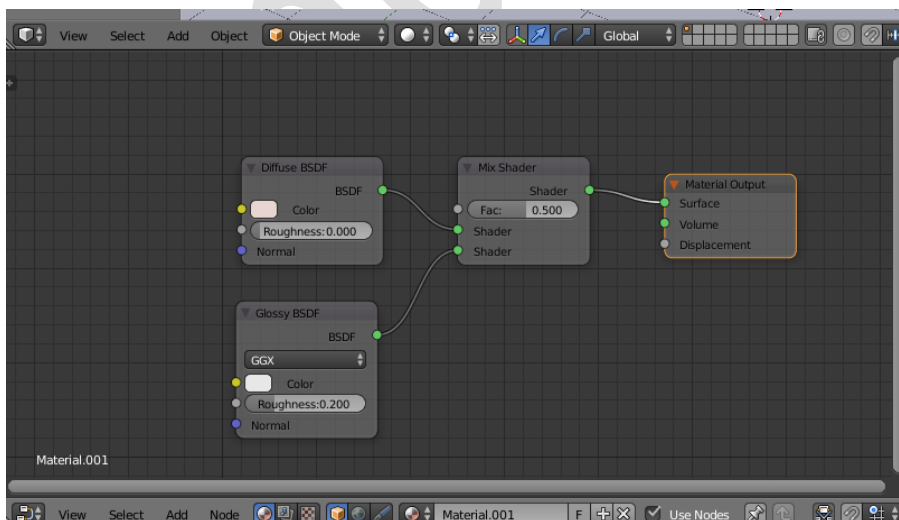 View Select Add Object Object Mode Global
Diffuse BSDF
BSDF
Color
Roughness: 0.000
Normal
Mix Shader
Shader
Fac: 0.500
Shader
Shader
Material Output
Surface
Volume
Displacement
Glossy BSDF
BSDF
GGX
Color
Roughness:0.200
Normal
Material.001
View Select Add Node Material.001 F Use Nodes